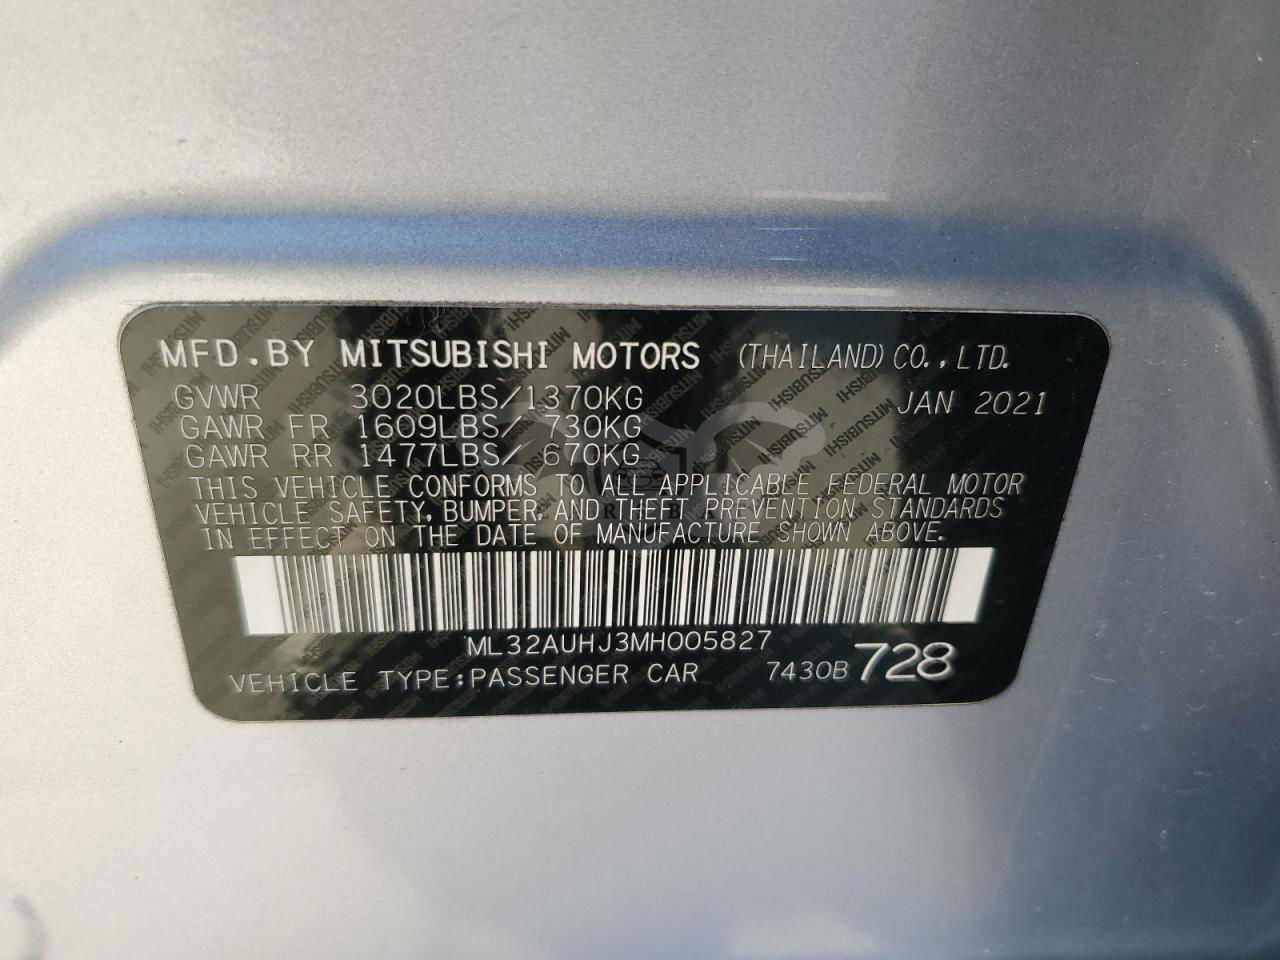 MFD.BY MITSUBISHI MOTORS (THAILAND)CO.,LTD.
GVWR 3020LBS/1370KG JAN 2021
GAWR FR 1609LBS/ 730KG
GAWR RR 1477LBS/ 670KG
THIS VEHICLE CONFORMS TO ALL APPLICABLE FEDERAL MOTOR
VEHICLE SAFETY, BUMPER, AND THEFT PREVENTION STANDARDS
IN EFFECT ON THE DATE OF MANUFACTURE SHOWN ABOVE.
ML32AUHJ3MH005827
VEHICLE TYPE:PASSENGER CAR 7430B 728